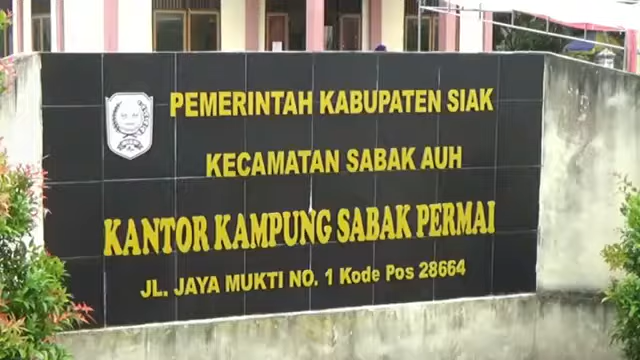 PEMERINTAH KABUPATEN SIAK
KECAMATAN SABAK AUH
KANTOR KAMPUNG SABAK PERMAI
JL. JAYA MUKTI NO. 1 Kode Pos 28664